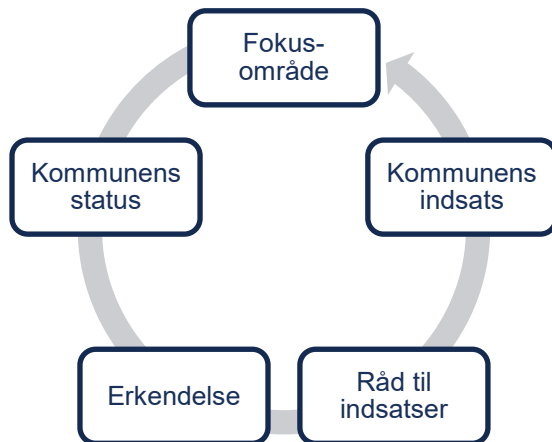 Fokus-
område
Kommunens
status
Kommunens
indsats
Erkendelse
Råd til
indsatser